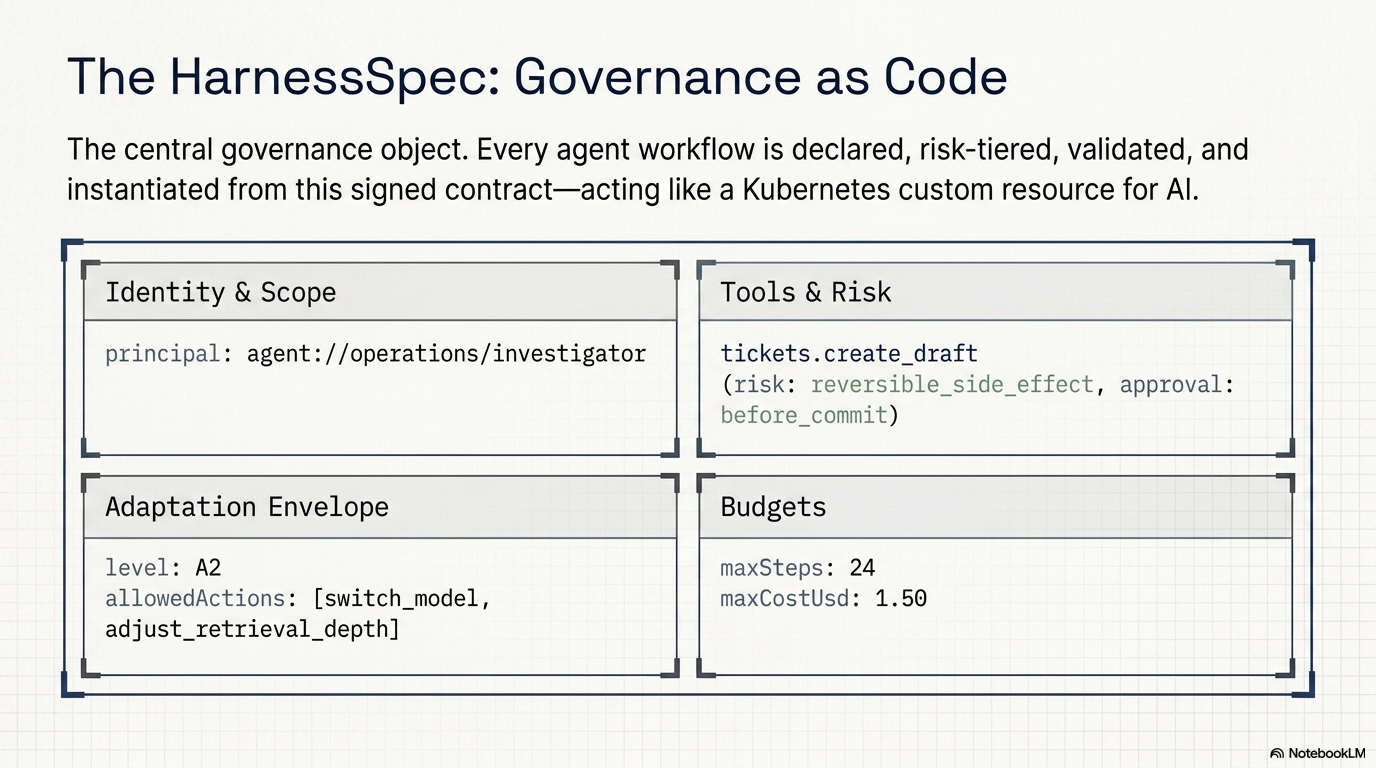 The HarnessSpec: Governance as Code
The central governance object. Every agent workflow is declared, risk-tiered, validated, and
instantiated from this signed contract—acting like a Kubernetes custom resource for AI.
Identity & Scope
principal: agent://operations/investigator
Tools & Risk
tickets.create_draft
(risk: reversible_side_effect, approval:
before_commit)
Adaptation Envelope
level: A2
allowedActions: [switch_model,
adjust_retrieval_depth]
Budgets
maxSteps: 24
maxCostUsd: 1.50
NotebookLM